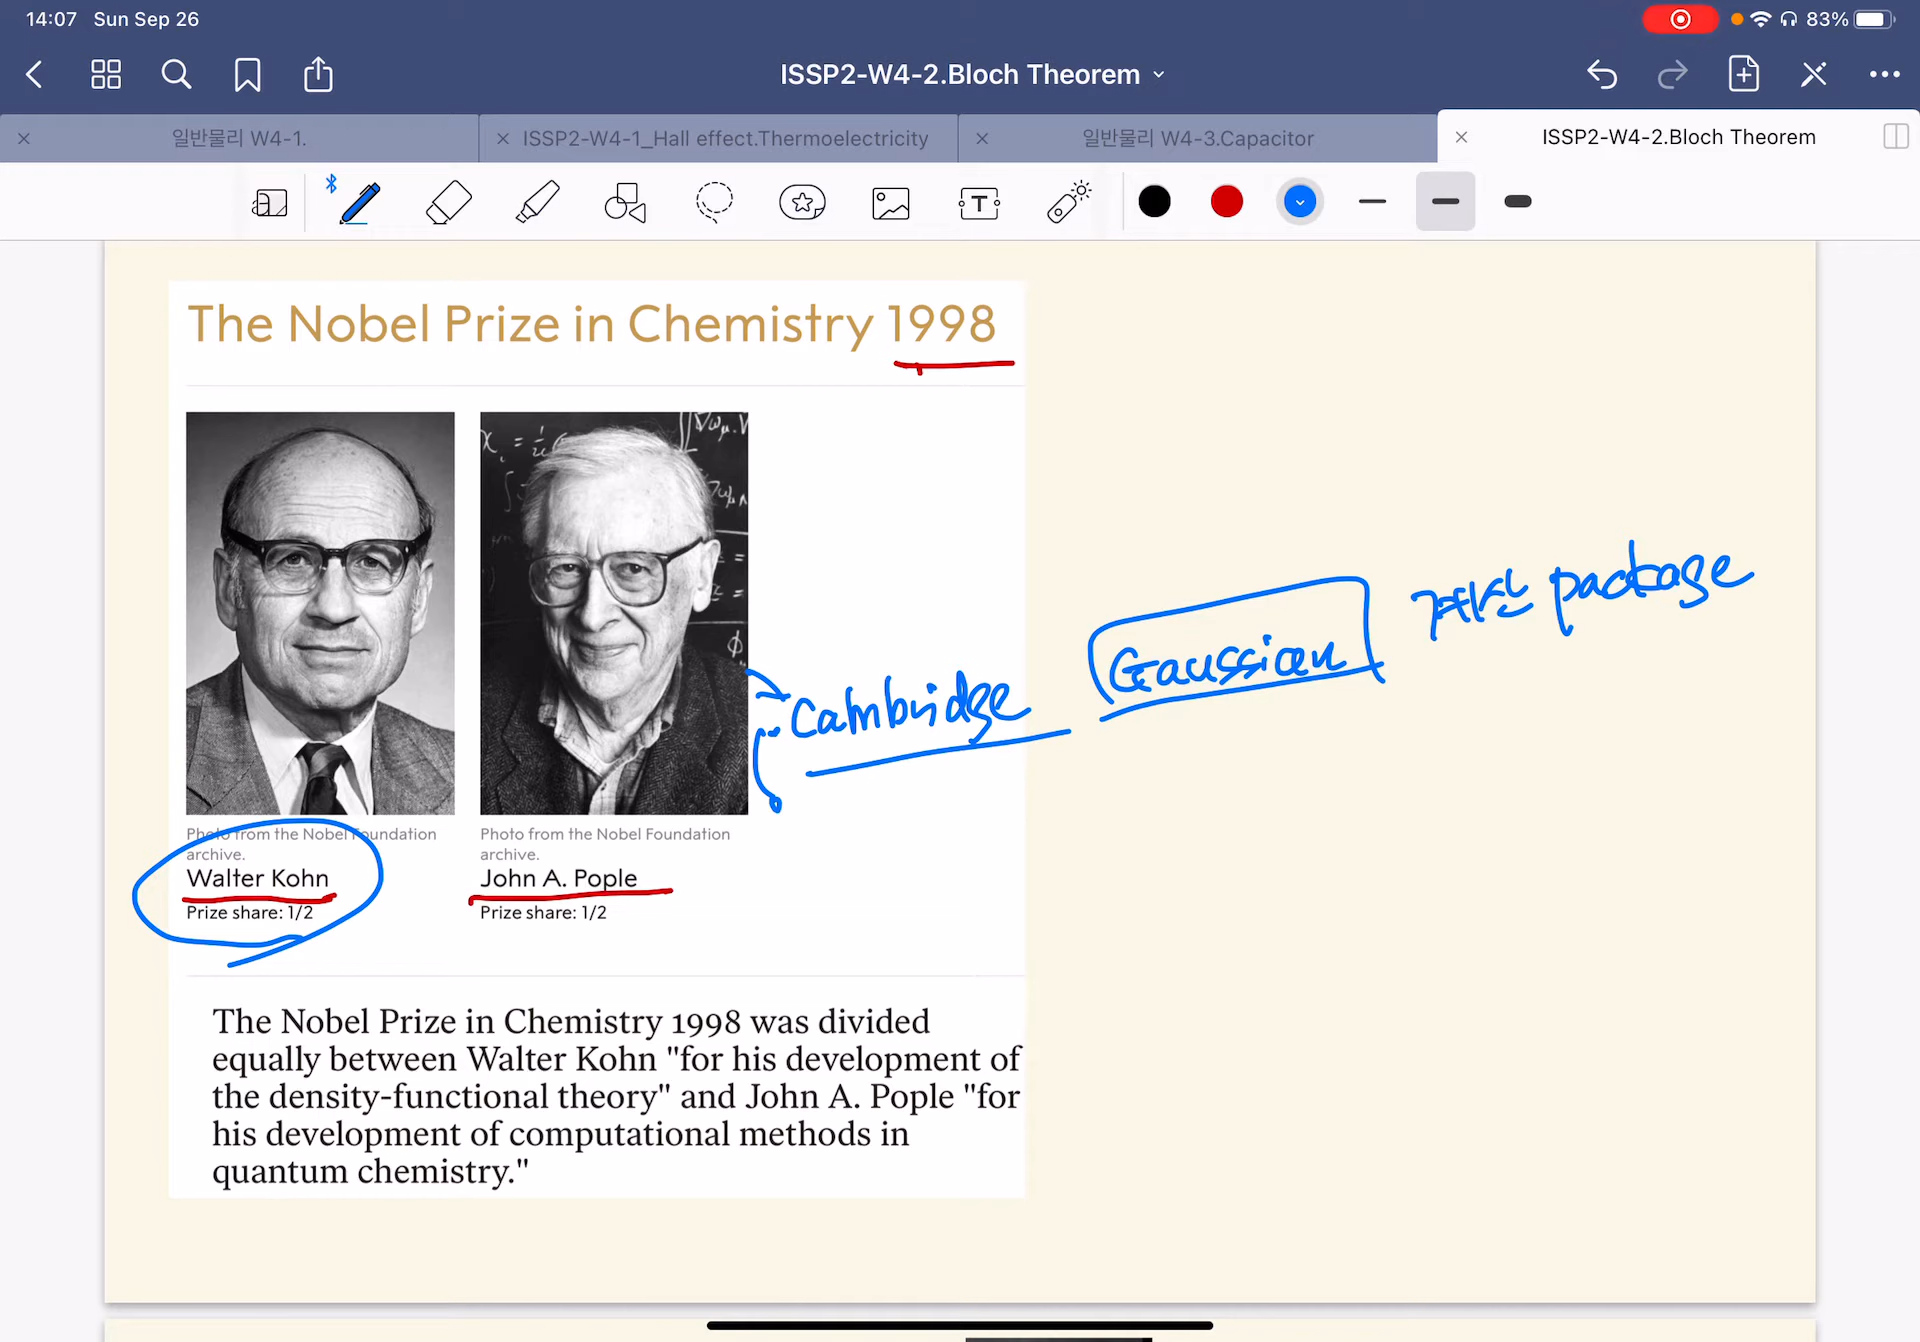 14:07 Sun Sep 26
83%
ISSP2-W4-2.Bloch Theorem
일반물리 W4-1.
ISSP2-W4-1_Hall effect.Thermoelectricity
일반물리 W4-3.Capacitor
ISSP2-W4-2.Bloch Theorem
The Nobel Prize in Chemistry 1998
Cambridge
Gaussian
계산 package
Photo from the Nobel Foundation
archive.
Walter Kohn
Prize share: 1/2
Photo from the Nobel Foundation
archive.
John A. Pople
Prize share: 1/2
The Nobel Prize in Chemistry 1998 was divided
equally between Walter Kohn "for his development of
the density-functional theory" and John A. Pople "for
his development of computational methods in
quantum chemistry."